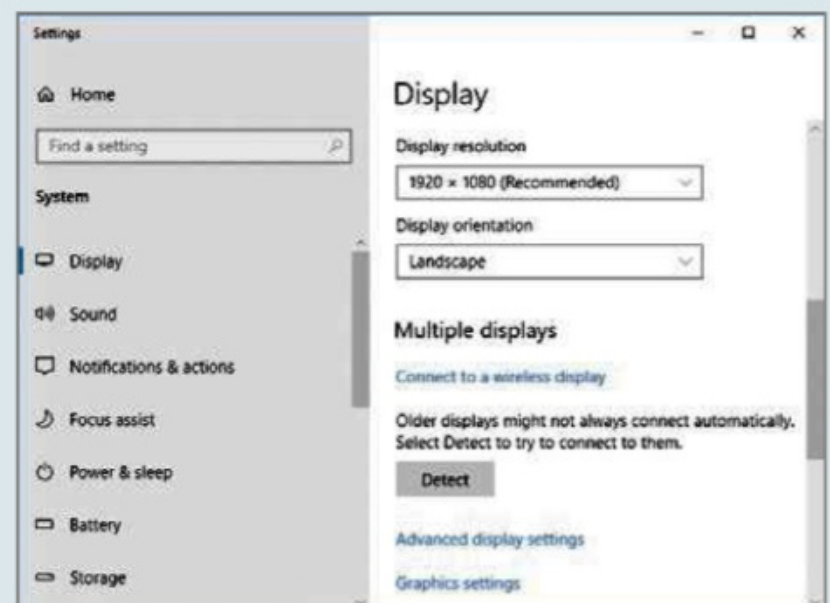 Settings
Home
Find a setting
System
Display
Sound
Notifications & actions
Focus assist
Power & sleep
Battery
Storage
Display
Display resolution
1920 × 1080 (Recommended)
Display orientation
Landscape
Multiple displays
Connect to a wireless display
Older displays might not always connect automatically.
Select Detect to try to connect to them.
Detect
Advanced display settings
Graphics settings